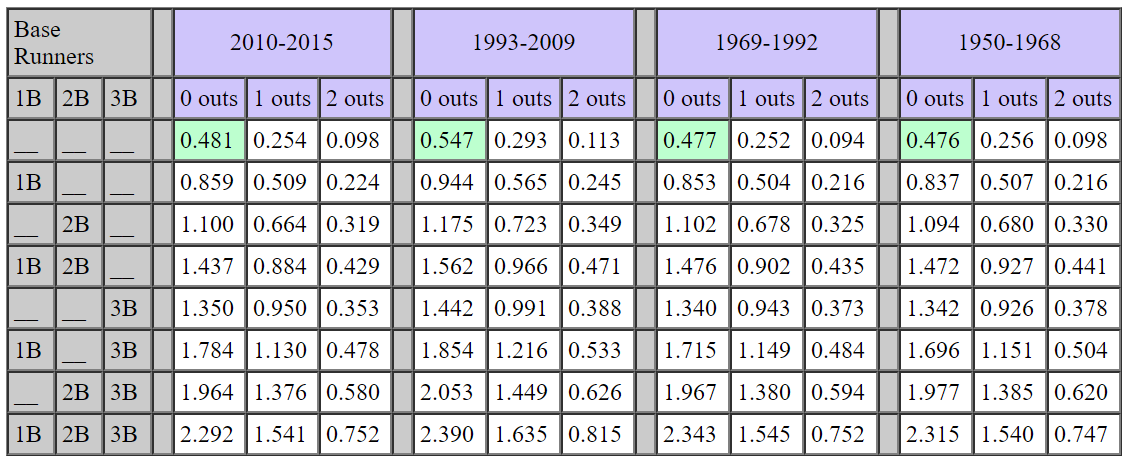 Base
Runners 2010-2015 1993-2009 1969-1992 1950-1968
1B 2B 3B 0 outs 1 outs 2 outs 0 outs 1 outs 2 outs 0 outs 1 outs 2 outs 0 outs 1 outs 2 outs
__ __ __ 0.481 0.254 0.098 0.547 0.293 0.113 0.477 0.252 0.094 0.476 0.256 0.098
1B __ __ 0.859 0.509 0.224 0.944 0.565 0.245 0.853 0.504 0.216 0.837 0.507 0.216
__ 2B __ 1.100 0.664 0.319 1.175 0.723 0.349 1.102 0.678 0.325 1.094 0.680 0.330
1B 2B __ 1.437 0.884 0.429 1.562 0.966 0.471 1.476 0.902 0.435 1.472 0.927 0.441
__ __ 3B 1.350 0.950 0.353 1.442 0.991 0.388 1.340 0.943 0.373 1.342 0.926 0.378
1B __ 3B 1.784 1.130 0.478 1.854 1.216 0.533 1.715 1.149 0.484 1.696 1.151 0.504
__ 2B 3B 1.964 1.376 0.580 2.053 1.449 0.626 1.967 1.380 0.594 1.977 1.385 0.620
1B 2B 3B 2.292 1.541 0.752 2.390 1.635 0.815 2.343 1.545 0.752 2.315 1.540 0.747